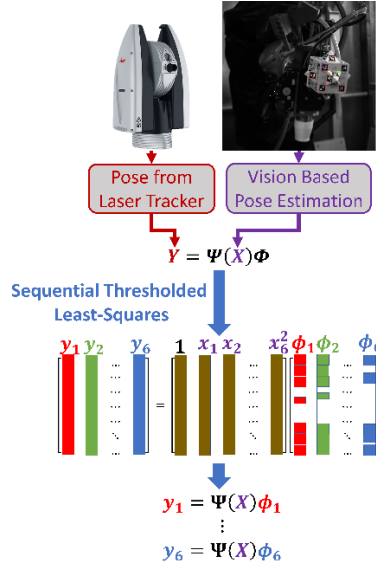 Pose from
Laser Tracker
Vision Based
Pose Estimation
Y = Ψ(X)Φ
Sequential Thresholded
Least-Squares
y₁ y₂ ... y₆ 1 x₁ x₂ ... x₆² ϕ₁ ϕ₂ ... ϕ₆
=
y₁ = Ψ(X)ϕ₁
⋮
y₆ = Ψ(X)ϕ₆